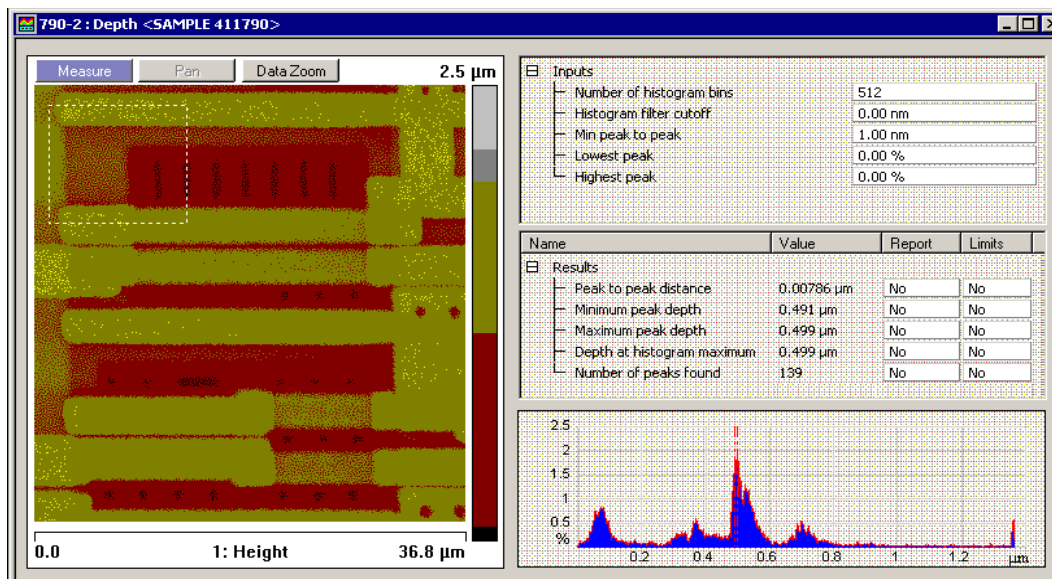 790-2 : Depth <SAMPLE 411790>
Measure Pan Data Zoom 2.5 µm
0.0 1: Height 36.8 µm
Inputs
Number of histogram bins 512
Histogram filter cutoff 0.00 nm
Min peak to peak 1.00 nm
Lowest peak 0.00 %
Highest peak 0.00 %
Name Value Report Limits
Results
Peak to peak distance 0.00786 µm No No
Minimum peak depth 0.491 µm No No
Maximum peak depth 0.499 µm No No
Depth at histogram maximum 0.499 µm No No
Number of peaks found 139 No No
2.5
2
1.5
1
0.5
%
0.2 0.4 0.6 0.8 1 1.2 µm